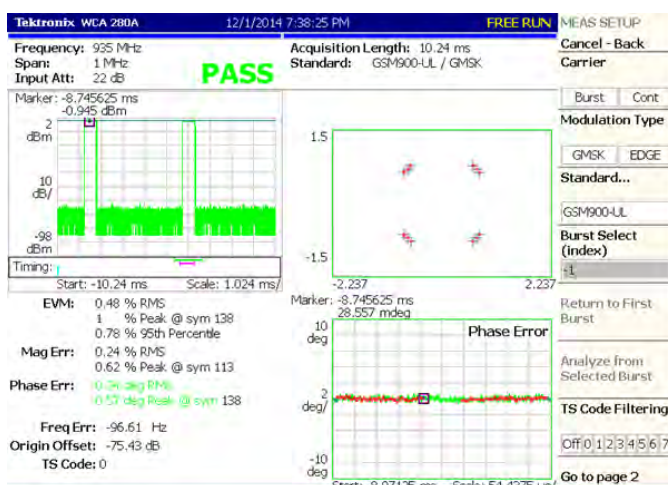 Tektronix WCA 280A 12/1/2014 7:38:25 PM FREE RUN
Frequency: 935 MHz
Span: 1 MHz
Input Att: 22 dB
PASS
Acquisition Length: 10.24 ms
Standard: GSM900-UL / GMSK
Marker: -8.745625 ms
-0.945 dBm
2
dBm
10
dB/
-98
dBm
Timing:
Start: -10.24 ms Scale: 1.024 ms/
1.5
-1.5
-2.237 2.237
EVM: 0.48 % RMS
1 % Peak @ sym 138
0.78 % 95th Percentile
Mag Err: 0.24 % RMS
0.62 % Peak @ sym 113
Phase Err: 0.24 deg RMS
0.57 deg Peak @ sym 138
Freq Err: -96.61 Hz
Origin Offset: -75.43 dB
TS Code: 0
Marker: -8.745625 ms
28.557 mdeg
10
deg
Phase Error
2
deg/
-10
deg
MEAS SETUP
Cancel - Back
Carrier
Burst Cont
Modulation Type
GMSK EDGE
Standard...
GSM900-UL
Burst Select
(index)
-1
Return to First
Burst
Analyze from
Selected Burst
TS Code Filtering
Off 0 1 2 3 4 5 6 7
Go to page 2